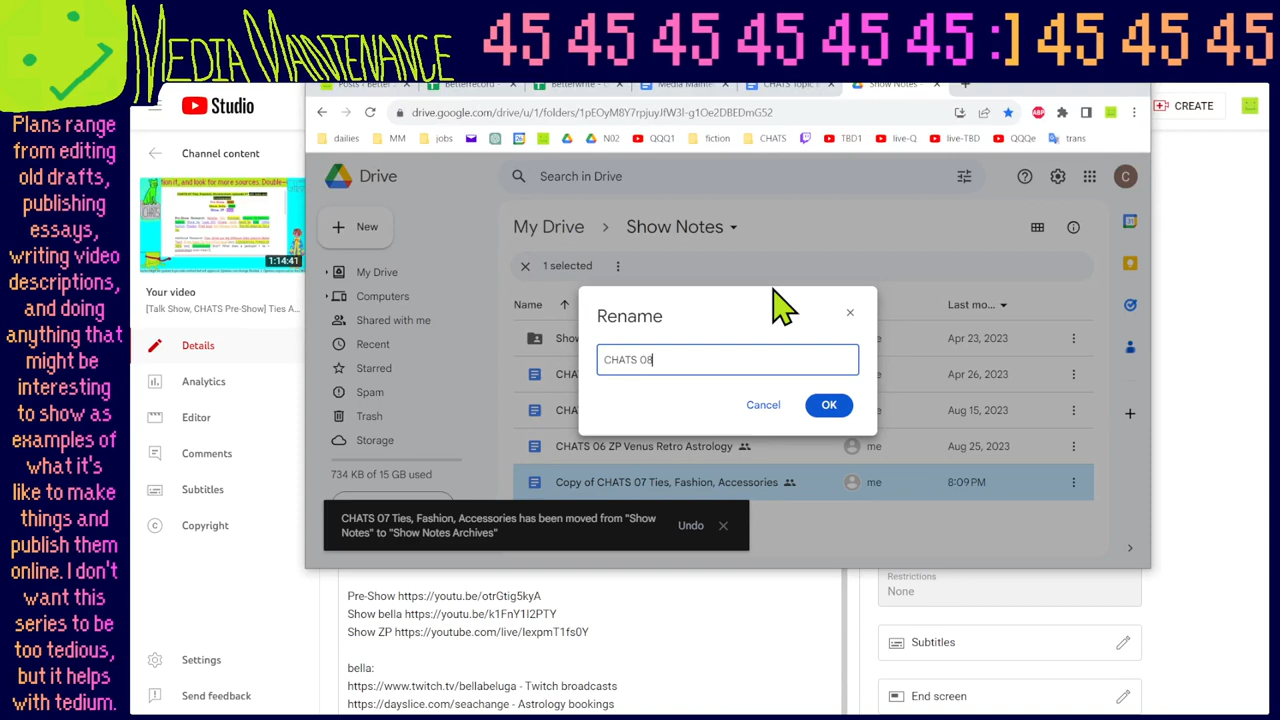 MEDIA MAINTENANCE
45 45 45 45 45 45 :] 45 45 45
Plans range
from editing
old drafts,
publishing
essays,
writing video
descriptions,
and doing
anything that
might be
interesting
to show as
examples of
what it's
like to make
things and
publish them
online. I don't
want this
series to be
too tedious,
but it helps
with tedium.
Studio
CREATE
Channel content
1:14:41
Your video
[Talk Show, CHATS Pre-Show] Ties A...
Details
Analytics
Editor
Comments
Subtitles
Copyright
Settings
Send feedback
drive.google.com/drive/u/1/folders/1pEOyM8Y7rpjuyJfW3l-g1Oe2DBEDmG52
dailies
MM
jobs
N02
QQQ1
fiction
CHATS
TBD1
live-Q
live-TBD
QQQe
trans
Drive
Search in Drive
New
My Drive
Computers
Shared with me
Recent
Starred
Spam
Trash
Storage
734 KB of 15 GB used
My Drive > Show Notes
1 selected
Name
Last mo...
Apr 23, 2023
Apr 26, 2023
Aug 15, 2023
CHATS 06 ZP Venus Retro Astrology
me
Aug 25, 2023
Copy of CHATS 07 Ties, Fashion, Accessories
me
8:09 PM
Rename
CHATS 08
Cancel
OK
CHATS 07 Ties, Fashion, Accessories has been moved from "Show
Notes" to "Show Notes Archives"
Undo
Pre-Show https://youtu.be/otrGtig5kyA
Show bella https://youtu.be/k1FnY1I2PTY
Show ZP https://youtube.com/live/IexpmT1fs0Y
bella:
https://www.twitch.tv/bellabeluga - Twitch broadcasts
https://dayslice.com/seachange - Astrology bookings
Restrictions
None
Subtitles
End screen